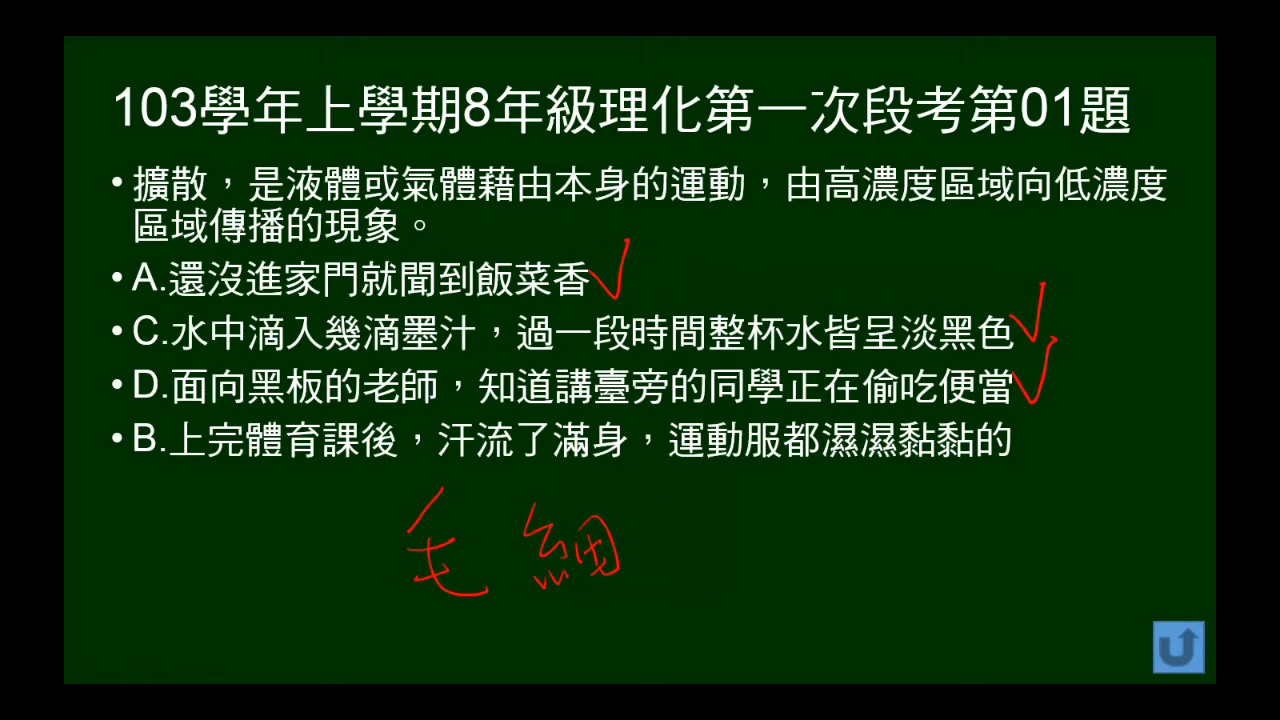 103學年上學期8年級理化第一次段考第01題
• 擴散，是液體或氣體藉由本身的運動，由高濃度區域向低濃度
區域傳播的現象。
• A.還沒進家門就聞到飯菜香
• C.水中滴入幾滴墨汁，過一段時間整杯水皆呈淡黑色
• D.面向黑板的老師，知道講臺旁的同學正在偷吃便當
• B.上完體育課後，汗流了滿身，運動服都濕濕黏黏的
毛 細